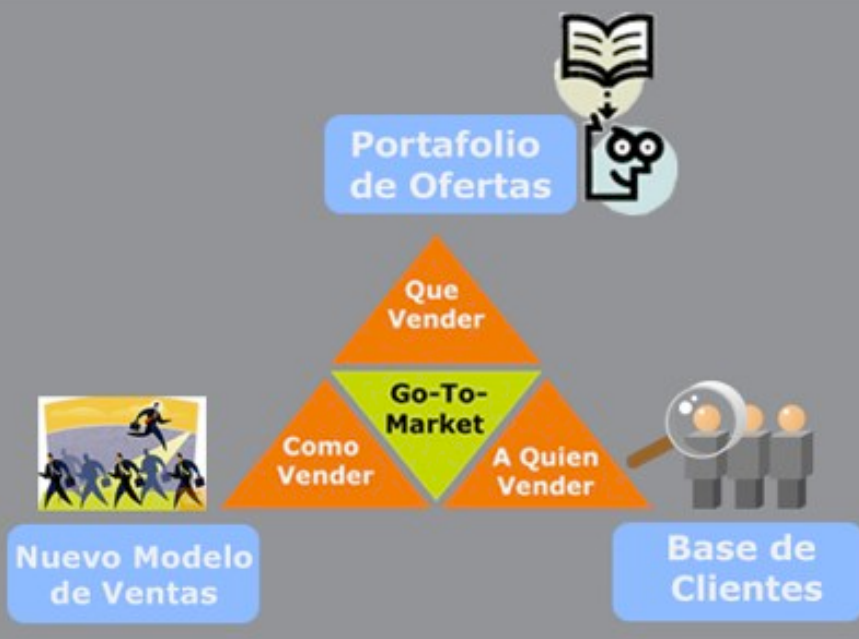 Portafolio
de Ofertas
Que
Vender
Go-To-
Market
Como
Vender
A Quien
Vender
Nuevo Modelo
de Ventas
Base de
Clientes